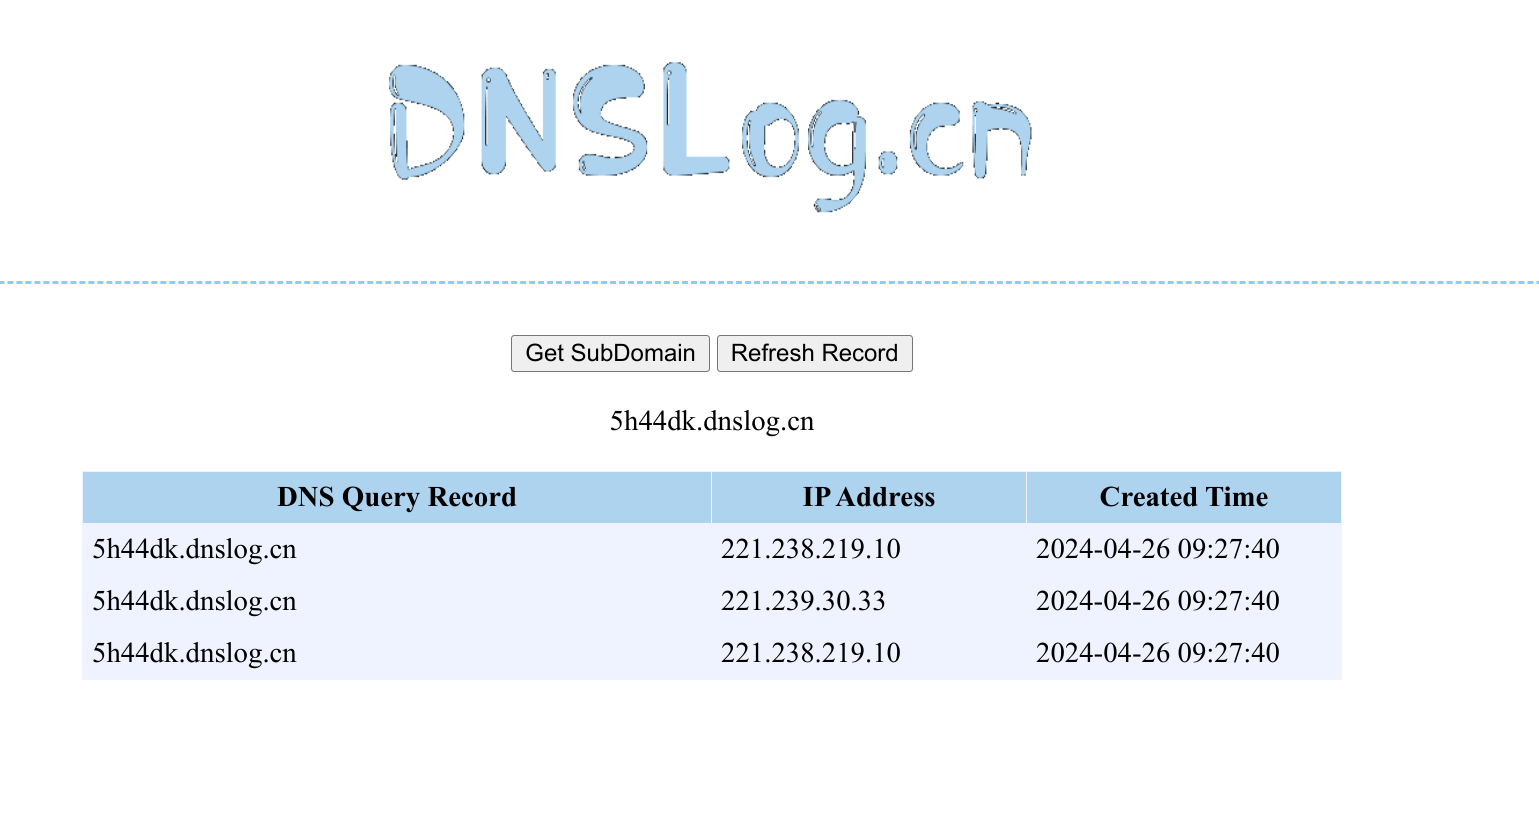 DNSLog.cn
Get SubDomain Refresh Record
5h44dk.dnslog.cn
DNS Query Record IP Address Created Time
5h44dk.dnslog.cn 221.238.219.10 2024-04-26 09:27:40
5h44dk.dnslog.cn 221.239.30.33 2024-04-26 09:27:40
5h44dk.dnslog.cn 221.238.219.10 2024-04-26 09:27:40